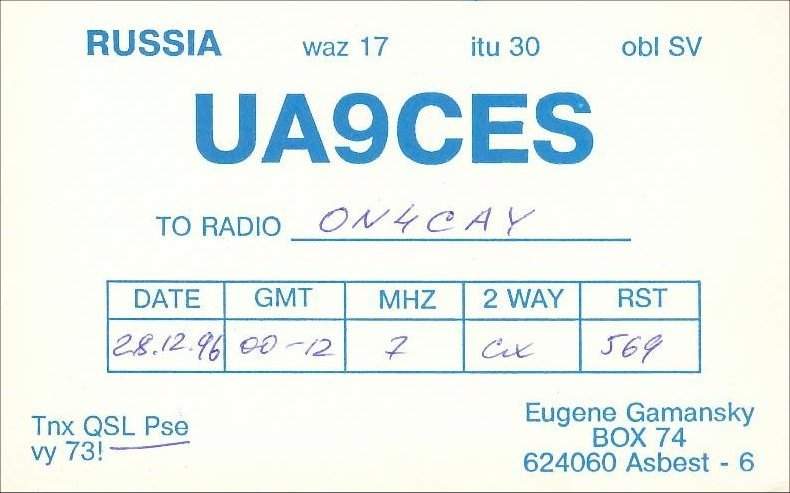 RUSSIA waz 17 itu 30 obl SV
UA9CES
TO RADIO ON4CAY
DATE GMT MHZ 2 WAY RST
28.12.96 00-12 7 cx 569
Tnx QSL Pse
vy 73!
Eugene Gamansky
BOX 74
624060 Asbest - 6